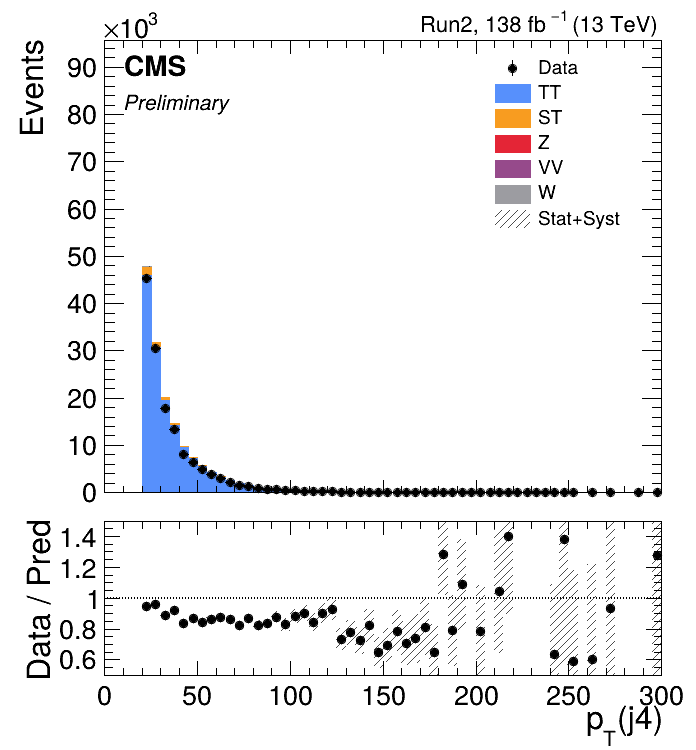 ×10³
Run2, 138 fb⁻¹ (13 TeV)
Events
90
80
70
60
50
40
30
20
10
0
CMS
Preliminary
Data
TT
ST
Z
VV
W
Stat+Syst
Data / Pred
1.4
1.2
1
0.8
0.6
0 50 100 150 200 250 300
p_T(j4)